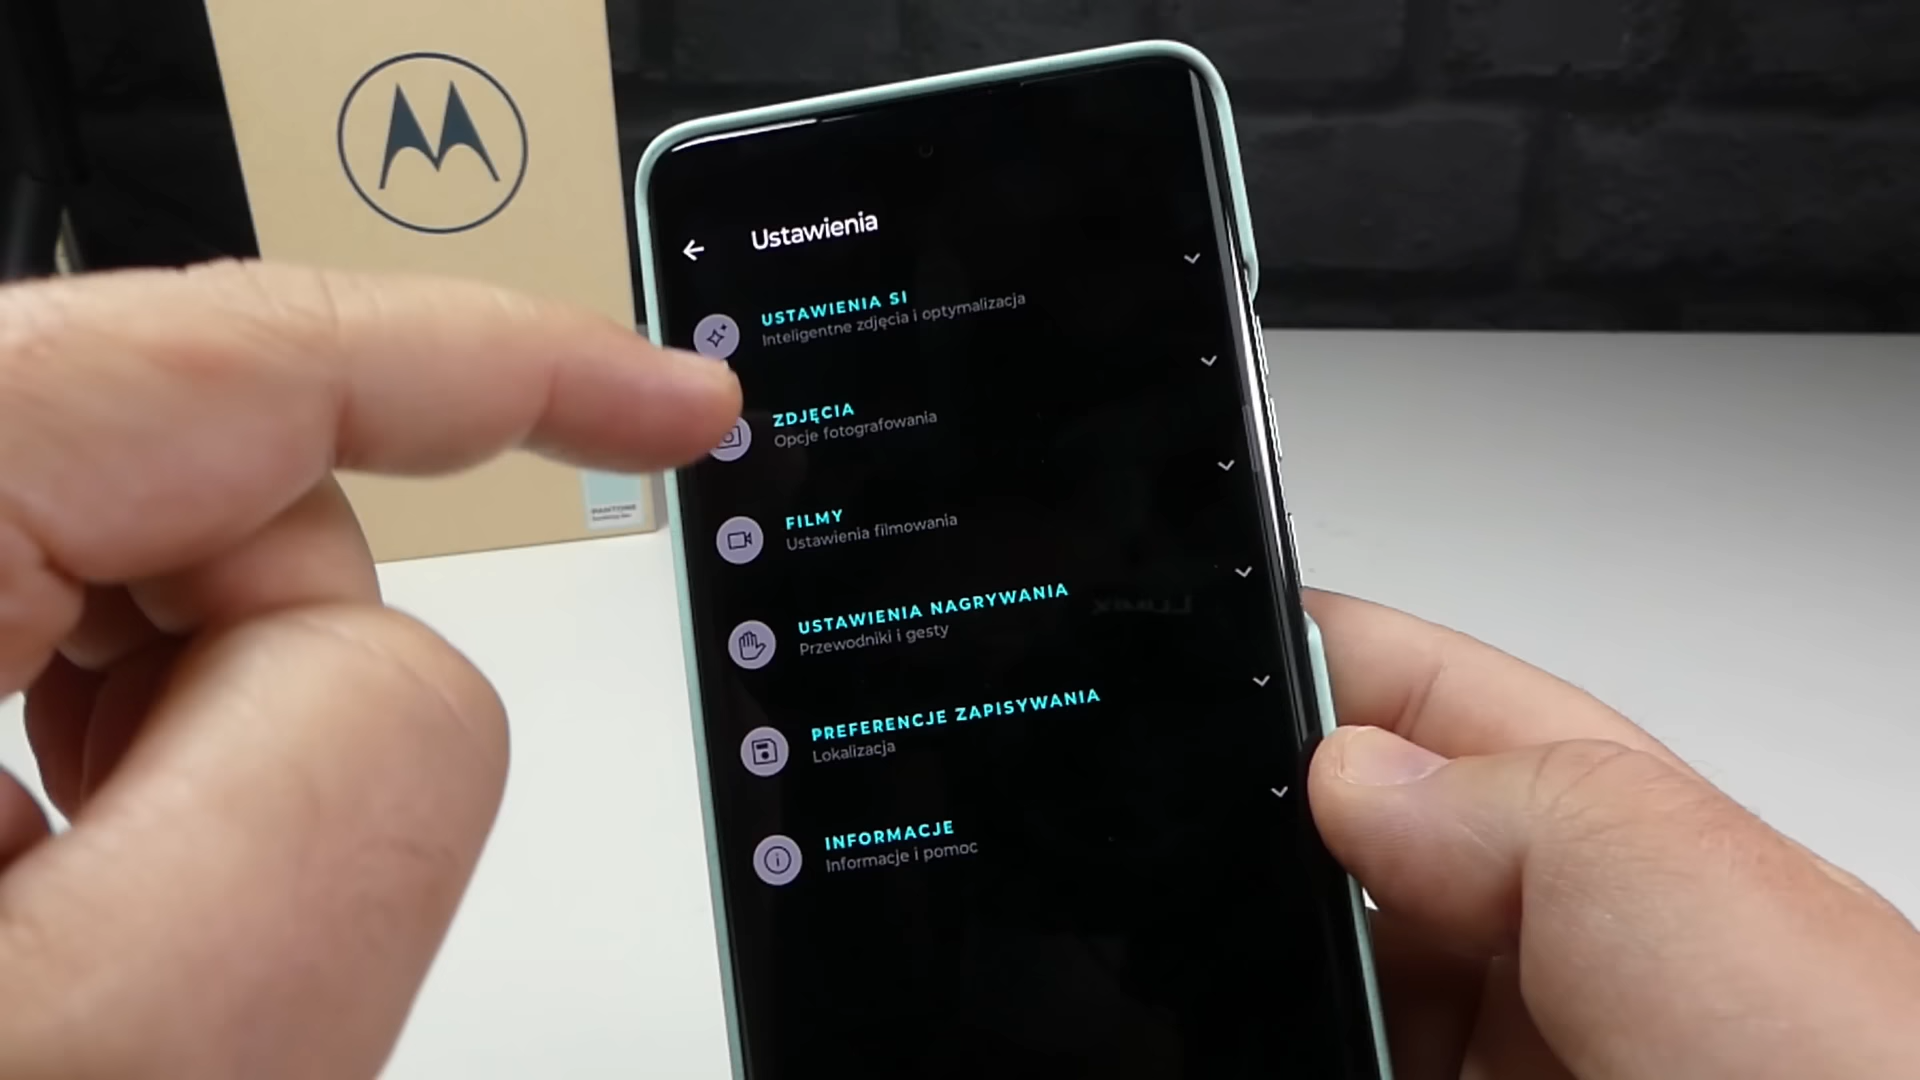 Ustawienia
USTAWIENIA SI
Inteligentne zdjęcia i optymalizacja
ZDJĘCIA
Opcje fotografowania
FILMY
Ustawienia filmowania
USTAWIENIA NAGRYWANIA
Przewodniki i gesty
PREFERENCJE ZAPISYWANIA
Lokalizacja
INFORMACJE
Informacje i pomoc
PANTONE